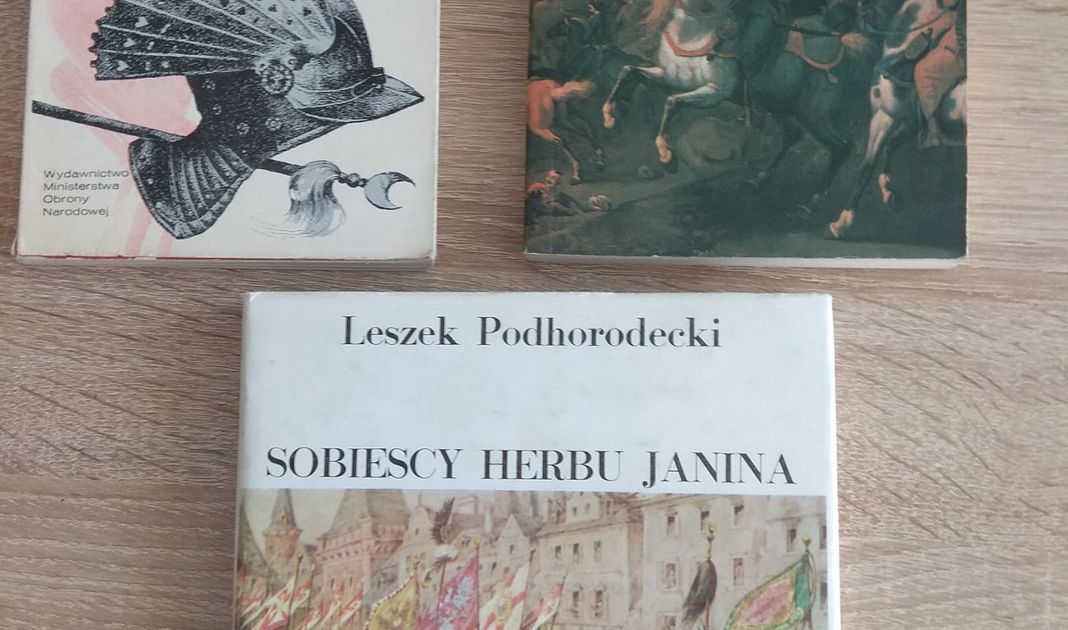 Wydawnictwo
Ministerstwa
Obrony
Narodowej
Leszek Podhorodecki
SOBIESCY HERBU JANINA